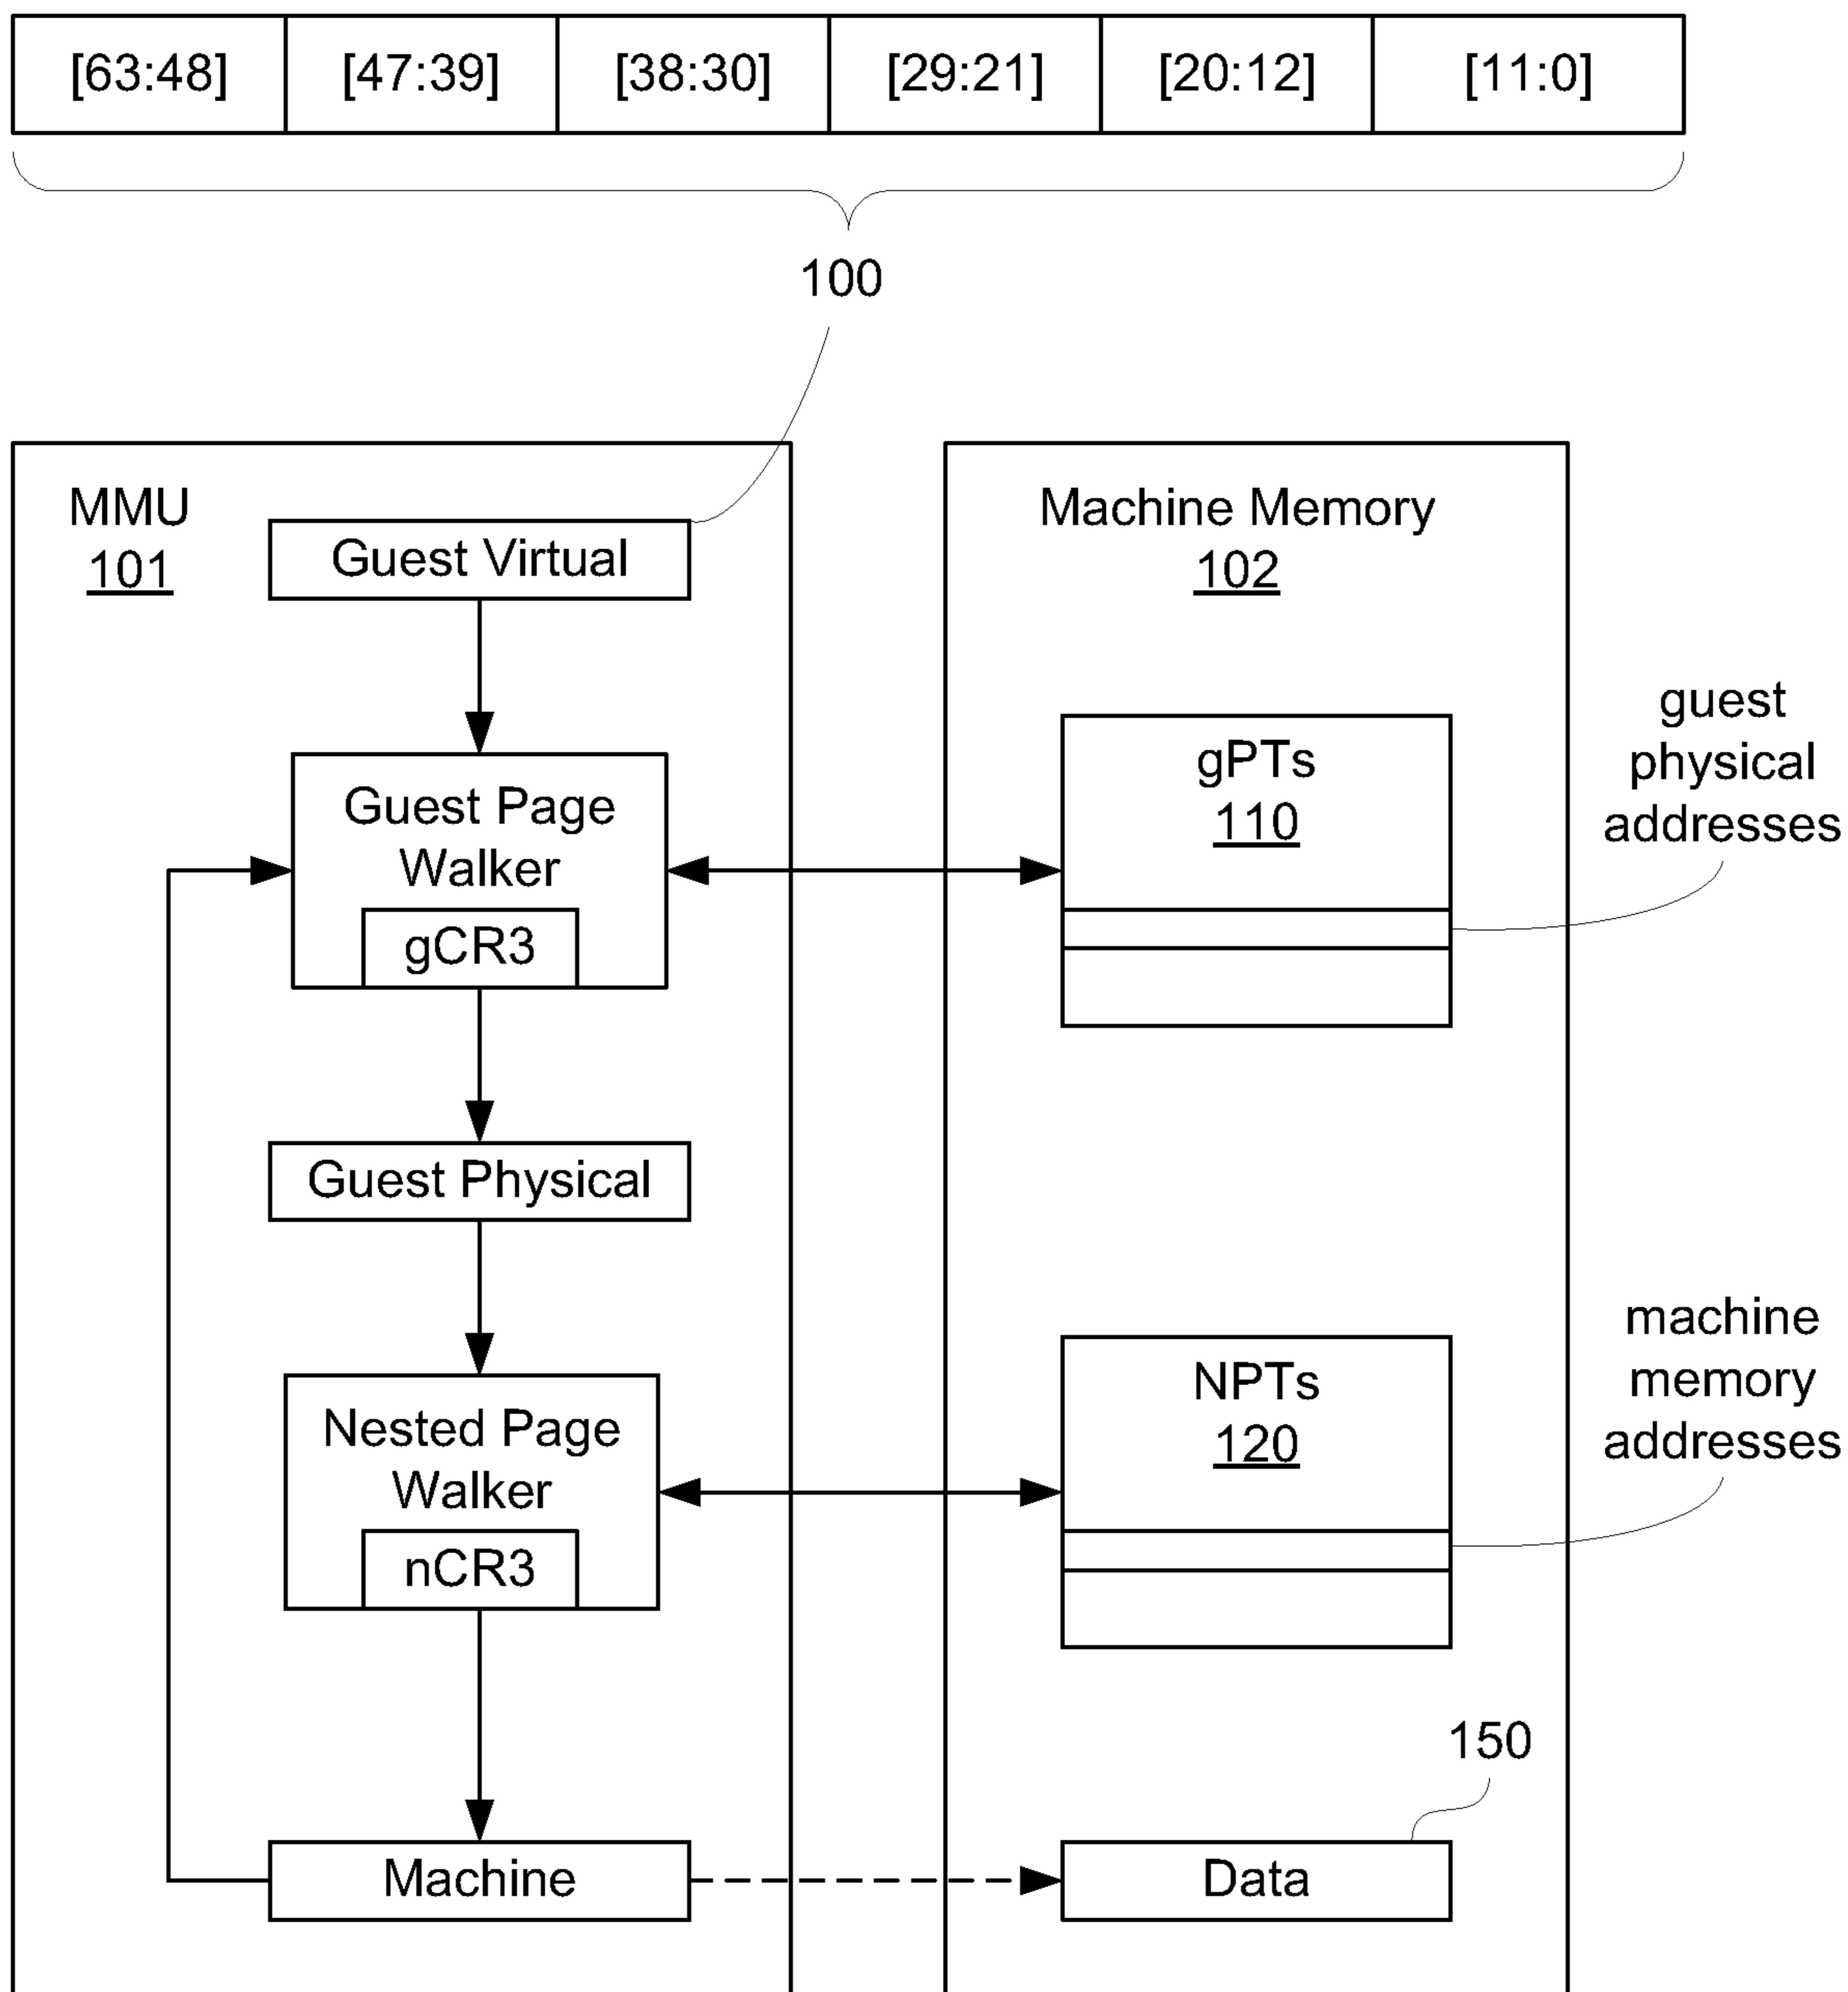 [63:48] [47:39] [38:30] [29:21] [20:12] [11:0]
100
MMU
101
Guest Virtual
Guest Page
Walker
gCR3
Guest Physical
Nested Page
Walker
nCR3
Machine
Machine Memory
102
gPTs
110
guest
physical
addresses
NPTs
120
machine
memory
addresses
150
Data